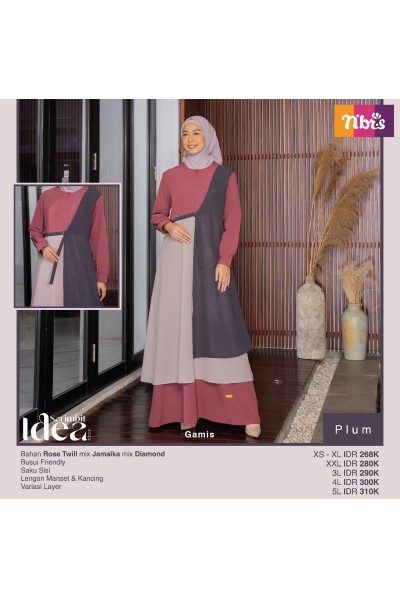 nbrs
Sarimbit
Idea
Gamis
Plum
Bahan Rose Twill mix Jamaika mix Diamond
Busui Friendly
Saku Sisi
Lengan Manset & Kancing
Variasi Layer
XS - XL IDR 268K
XXL IDR 280K
3L IDR 290K
4L IDR 300K
5L IDR 310K